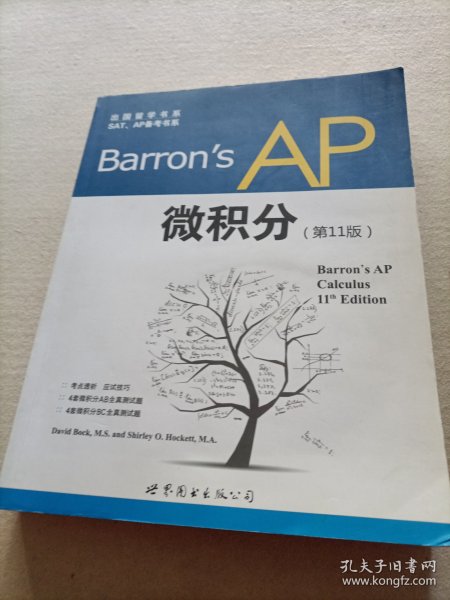 出国留学书系
SAT、AP备考书系
Barron's AP
微积分（第11版）
Barron's AP
Calculus
11th Edition
:: 考点透析 应试技巧
:: 4套微积分AB全真测试题
:: 4套微积分BC全真测试题
David Bock, M.S. and Shirley O. Hockett, M.A.
世界图书出版公司
孔夫子旧书网
www.kongfz.com